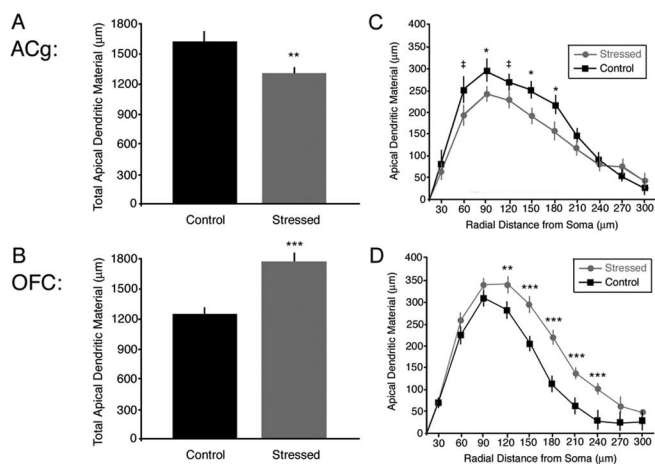 A
ACg:
Total Apical Dendritic Material (μm)
1800
1500
1200
900
600
300
0
**
Control
Stressed
C
Apical Dendritic Material (μm)
400
350
300
250
200
150
100
50
0
‡
*
‡
*
*
Stressed
Control
30 60 90 120 150 180 210 240 270 300
Radial Distance from Soma (μm)
B
OFC:
Total Apical Dendritic Material (μm)
1800
1500
1200
900
600
300
0
***
Control
Stressed
D
Apical Dendritic Material (μm)
400
350
300
250
200
150
100
50
0
**
***
***
***
***
Stressed
Control
30 60 90 120 150 180 210 240 270 300
Radial Distance from Soma (μm)